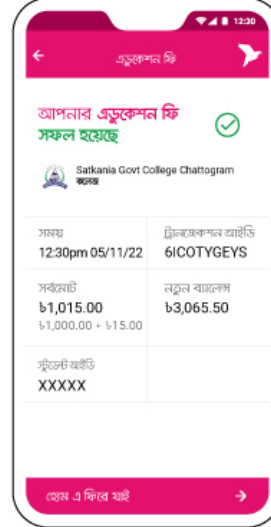 12:30
এডুকেশন ফি
আপনার এডুকেশন ফি
সফল হয়েছে
Satkania Govt College Chattogram
কলেজ
সময়
12:30pm 05/11/22
ট্রানজেকশন আইডি
6ICOTYGEYS
সর্বমোট
৳1,015.00
৳1,000.00 + ৳15.00
নতুন ব্যালেন্স
৳3,065.50
স্টুডেন্ট আইডি
XXXXX
হোম এ ফিরে যাই